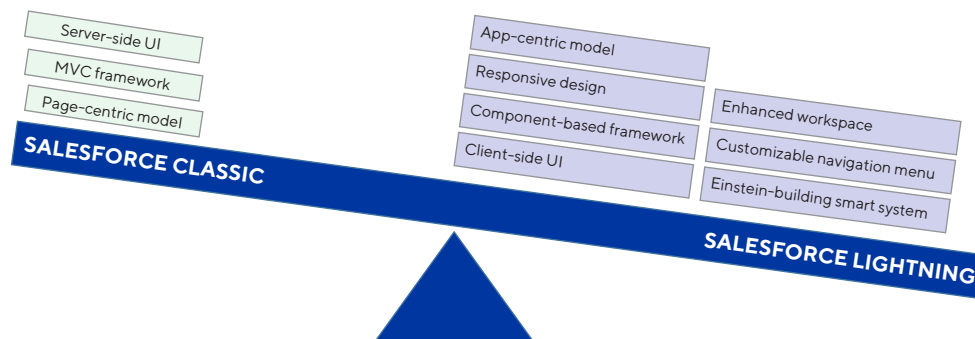 Server-side UI
MVC framework
Page-centric model
SALESFORCE CLASSIC
App-centric model
Responsive design
Component-based framework
Client-side UI
Enhanced workspace
Customizable navigation menu
Einstein-building smart system
SALESFORCE LIGHTNING